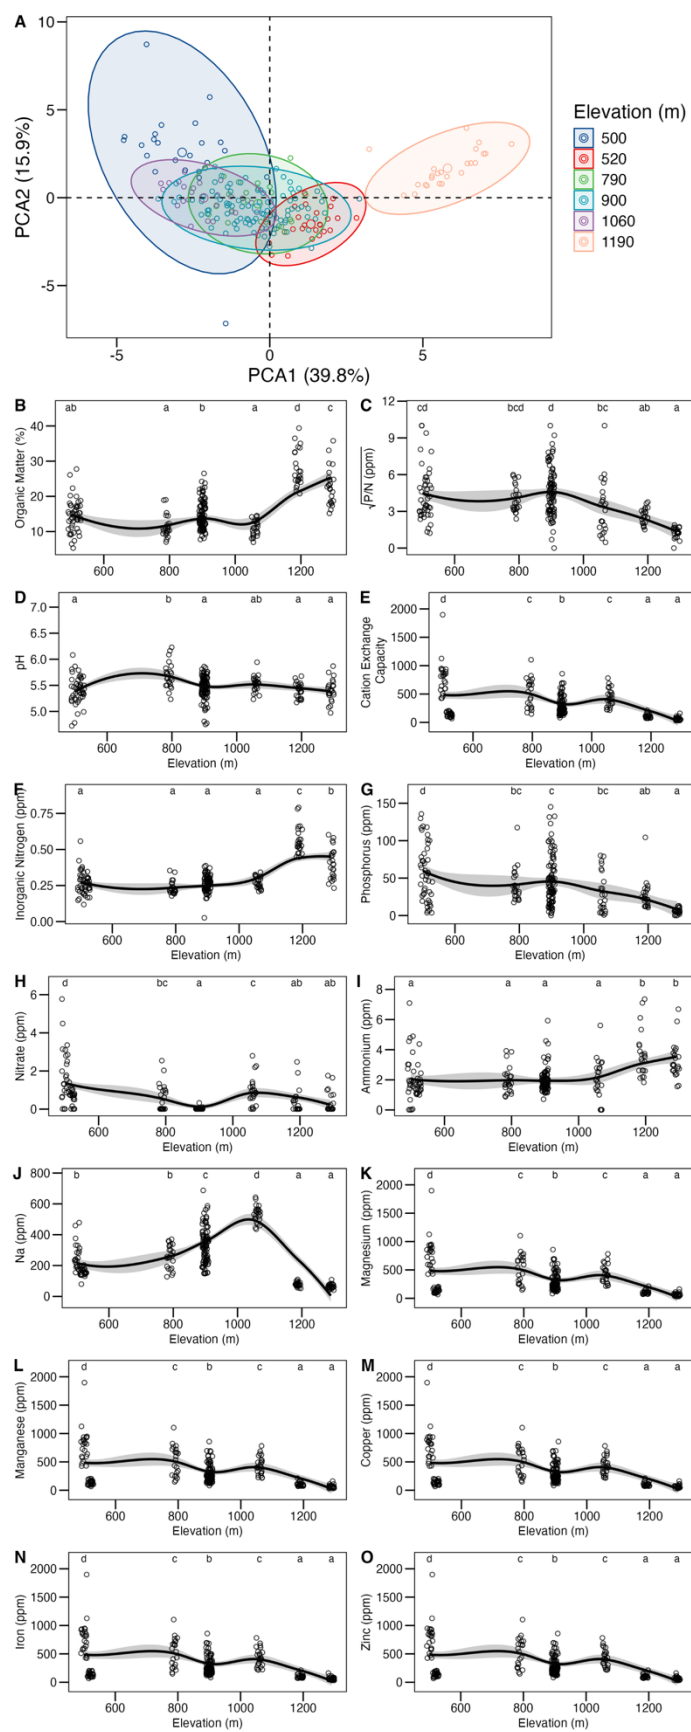 A
10
5
0
-5
PCA2 (15.9%)
-5 0 5
PCA1 (39.8%)
Elevation (m)
500
520
790
900
1060
1190
B
ab a b a d c
40
30
20
10
Organic Matter (%)
600 800 1000 1200
C
cd bcd d bc ab a
12
9
6
3
0
√P/N (ppm)
600 800 1000 1200
D
a b a ab a a
7.0
6.5
6.0
5.5
5.0
pH
600 800 1000 1200
Elevation (m)
E
d c b c a a
2000
1500
1000
500
0
Cation Exchange
Capacity
600 800 1000 1200
Elevation (m)
F
a a a a c b
0.75
0.50
0.25
0.00
Inorganic Nitrogen (ppm)
600 800 1000 1200
Elevation (m)
G
d bc c bc ab a
150
100
50
0
Phosphorus (ppm)
600 800 1000 1200
Elevation (m)
H
d bc a c ab ab
6
4
2
0
Nitrate (ppm)
600 800 1000 1200
Elevation (m)
I
a a a a b b
8
6
4
2
0
Ammonium (ppm)
600 800 1000 1200
Elevation (m)
J
b b c d a a
800
600
400
200
0
Na (ppm)
600 800 1000 1200
Elevation (m)
K
d c b c a a
2000
1500
1000
500
0
Magnesium (ppm)
600 800 1000 1200
Elevation (m)
L
d c b c a a
2000
1500
1000
500
0
Manganese (ppm)
600 800 1000 1200
Elevation (m)
M
d c b c a a
2000
1500
1000
500
0
Copper (ppm)
600 800 1000 1200
Elevation (m)
N
d c b c a a
2000
1500
1000
500
0
Iron (ppm)
600 800 1000 1200
Elevation (m)
O
d c b c a a
2000
1500
1000
500
0
Zinc (ppm)
600 800 1000 1200
Elevation (m)